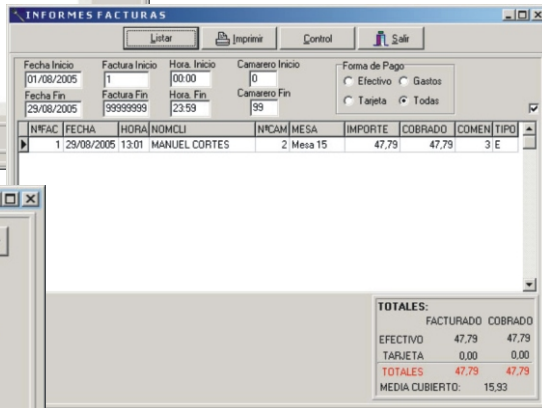 INFORMES FACTURAS
Listar Imprimir Control Salir
Fecha Inicio Factura Inicio Hora. Inicio Camarero Inicio Forma de Pago
01/08/2005 1 00:00 0 Efectivo Gastos
Fecha Fin Factura Fin Hora. Fin Camarero Fin
29/08/2005 99999999 23:59 99 Tarjeta Todas
NºFAC FECHA HORA NOMCLI NºCAM MESA IMPORTE COBRADO COMEN TIPO
1 29/08/2005 13:01 MANUEL CORTES 2 Mesa 15 47,79 47,79 3 E
TOTALES:
FACTURADO COBRADO
EFECTIVO 47,79 47,79
TARJETA 0,00 0,00
TOTALES 47,79 47,79
MEDIA CUBIERTO: 15,93